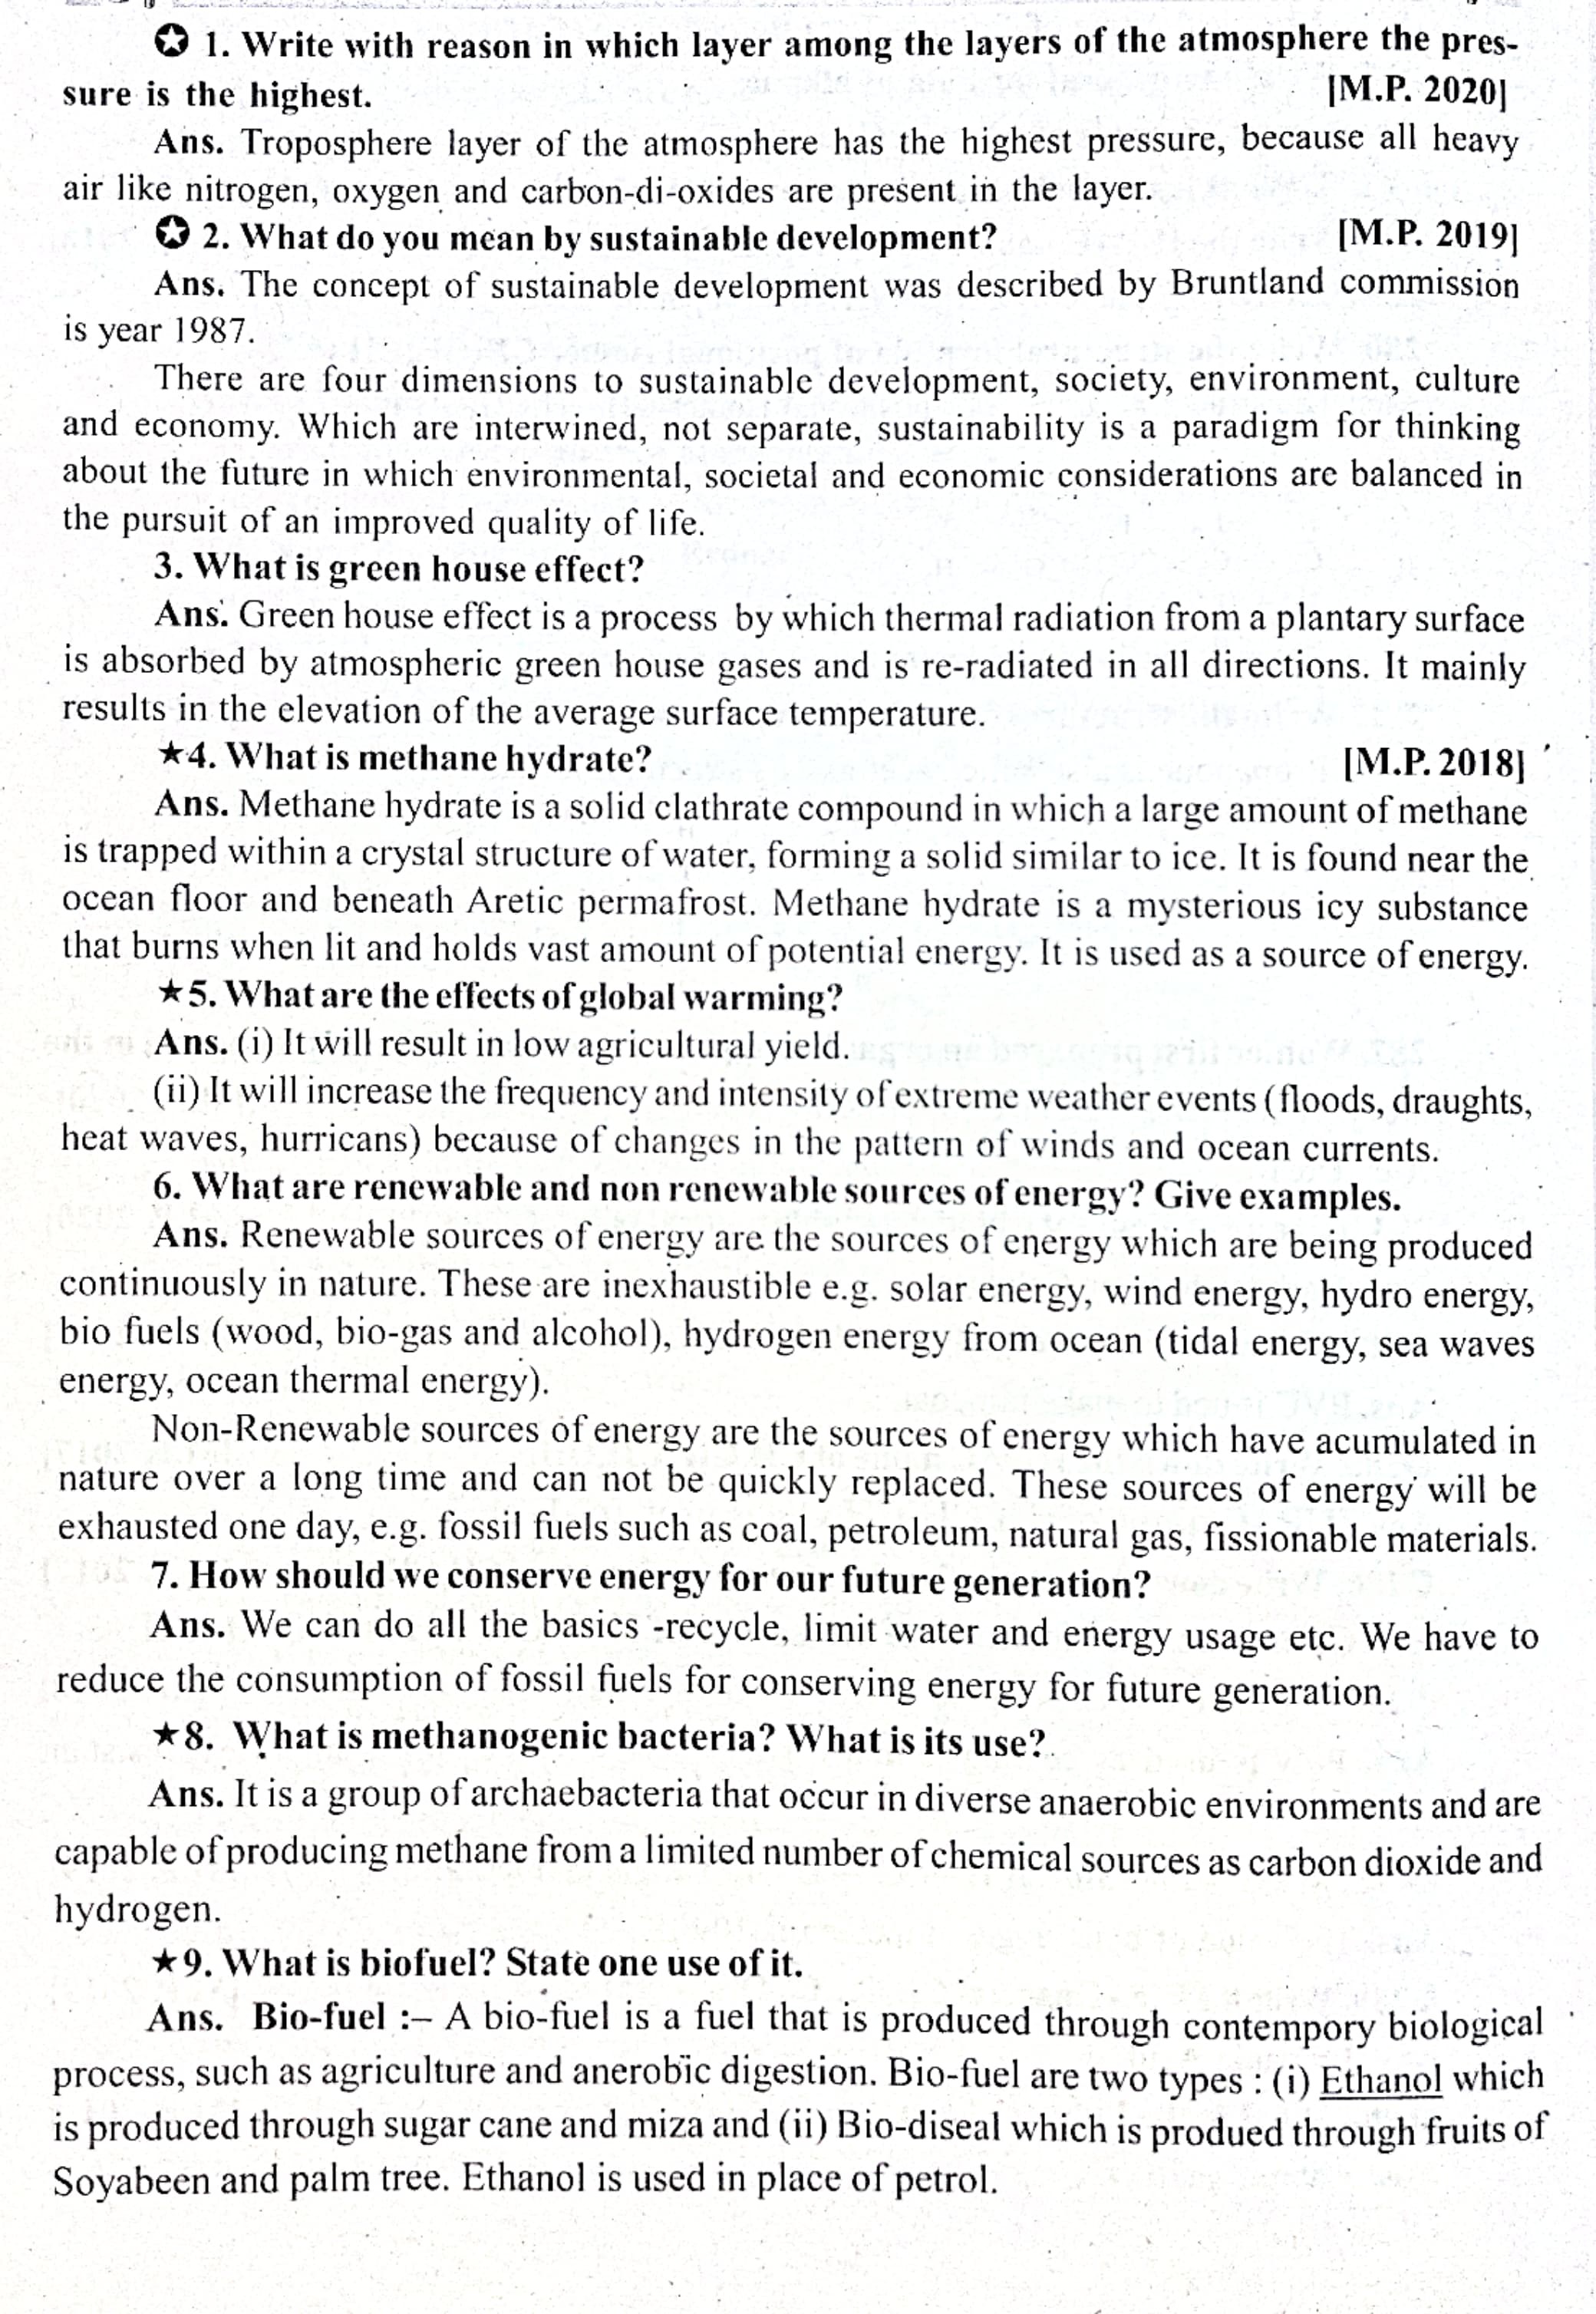 ✪ 1. Write with reason in which layer among the layers of the atmosphere the pres-
sure is the highest. [M.P. 2020]
Ans. Troposphere layer of the atmosphere has the highest pressure, because all heavy
air like nitrogen, oxygen and carbon-di-oxides are present in the layer.
✪ 2. What do you mean by sustainable development? [M.P. 2019]
Ans. The concept of sustainable development was described by Bruntland commission
is year 1987.
There are four dimensions to sustainable development, society, environment, culture
and economy. Which are interwined, not separate, sustainability is a paradigm for thinking
about the future in which environmental, societal and economic considerations are balanced in
the pursuit of an improved quality of life.
3. What is green house effect?
Ans. Green house effect is a process by which thermal radiation from a plantary surface
is absorbed by atmospheric green house gases and is re-radiated in all directions. It mainly
results in the elevation of the average surface temperature.
★4. What is methane hydrate? [M.P. 2018]
Ans. Methane hydrate is a solid clathrate compound in which a large amount of methane
is trapped within a crystal structure of water, forming a solid similar to ice. It is found near the
ocean floor and beneath Aretic permafrost. Methane hydrate is a mysterious icy substance
that burns when lit and holds vast amount of potential energy. It is used as a source of energy.
★5. What are the effects of global warming?
Ans. (i) It will result in low agricultural yield.
(ii) It will increase the frequency and intensity of extreme weather events (floods, draughts,
heat waves, hurricans) because of changes in the pattern of winds and ocean currents.
6. What are renewable and non renewable sources of energy? Give examples.
Ans. Renewable sources of energy are the sources of energy which are being produced
continuously in nature. These are inexhaustible e.g. solar energy, wind energy, hydro energy,
bio fuels (wood, bio-gas and alcohol), hydrogen energy from ocean (tidal energy, sea waves
energy, ocean thermal energy).
Non-Renewable sources of energy are the sources of energy which have acumulated in
nature over a long time and can not be quickly replaced. These sources of energy will be
exhausted one day, e.g. fossil fuels such as coal, petroleum, natural gas, fissionable materials.
7. How should we conserve energy for our future generation?
Ans. We can do all the basics -recycle, limit water and energy usage etc. We have to
reduce the consumption of fossil fuels for conserving energy for future generation.
★8. What is methanogenic bacteria? What is its use?
Ans. It is a group of archaebacteria that occur in diverse anaerobic environments and are
capable of producing methane from a limited number of chemical sources as carbon dioxide and
hydrogen.
★9. What is biofuel? State one use of it.
Ans. Bio-fuel :– A bio-fuel is a fuel that is produced through contempory biological
process, such as agriculture and anerobic digestion. Bio-fuel are two types : (i) Ethanol which
is produced through sugar cane and miza and (ii) Bio-diseal which is produed through fruits of
Soyabeen and palm tree. Ethanol is used in place of petrol.